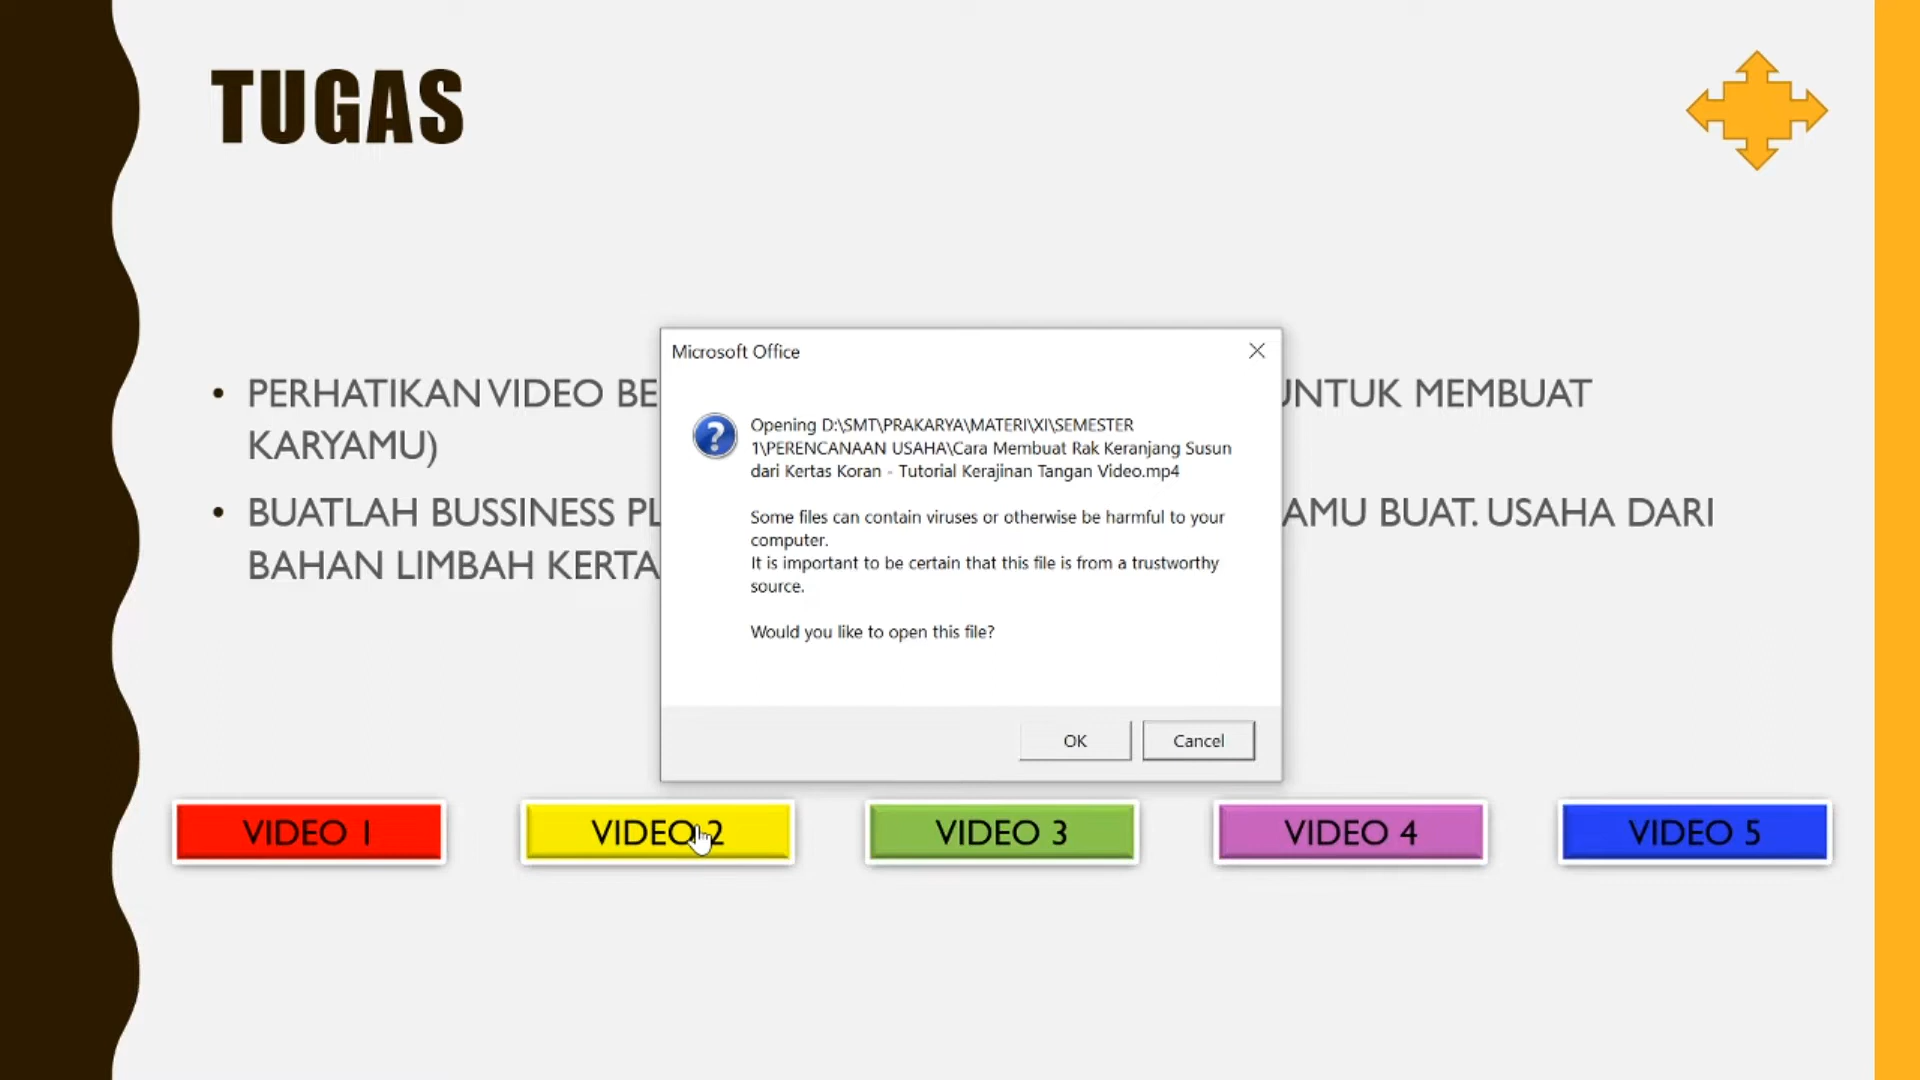 TUGAS
Microsoft Office
PERHATIKAN VIDEO BE
UNTUK MEMBUAT
KARYAMU)
Opening D:\SMT\PRAKARYA\MATERI\XI\SEMESTER
1\PERENCANAAN USAHA\Cara Membuat Rak Keranjang Susun
dari Kertas Koran - Tutorial Kerajinan Tangan Video.mp4
BUATLAH BUSSINESS PL
AMU BUAT. USAHA DARI
BAHAN LIMBAH KERTA
Some files can contain viruses or otherwise be harmful to your
computer.
It is important to be certain that this file is from a trustworthy
source.
Would you like to open this file?
OK
Cancel
VIDEO 1
VIDEO 2
VIDEO 3
VIDEO 4
VIDEO 5